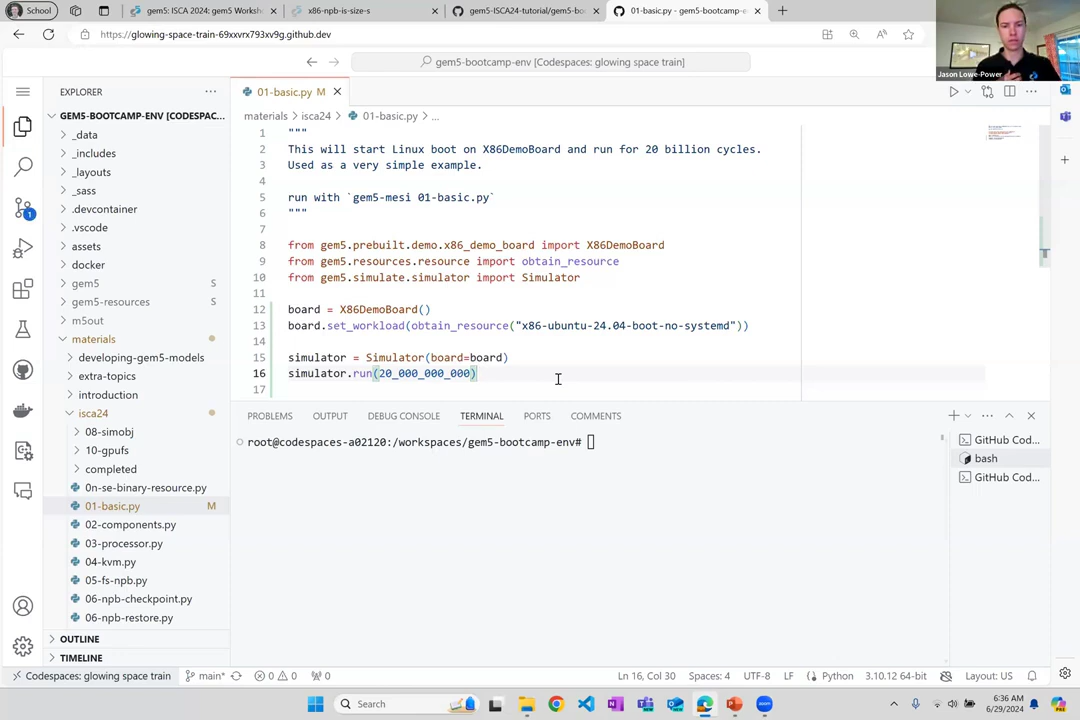 School
gem5: ISCA 2024: gem5 Worksh
x86-npb-is-size-s
gem5-ISCA24-tutorial/gem5-bo
01-basic.py - gem5-bootcamp-e
https://glowing-space-train-69xxvrx793xv9g.github.dev
gem5-bootcamp-env [Codespaces: glowing space train]
Jason Lowe-Power
EXPLORER
01-basic.py M
GEM5-BOOTCAMP-ENV [CODESPAC...
materials > isca24 > 01-basic.py > ...
_data
_includes
_layouts
_sass
.devcontainer
.vscode
assets
docker
gem5 S
gem5-resources S
m5out
materials
developing-gem5-models
extra-topics
introduction
isca24
08-simobj
10-gpufs
completed
0n-se-binary-resource.py
01-basic.py M
02-components.py
03-processor.py
04-kvm.py
05-fs-npb.py
06-npb-checkpoint.py
06-npb-restore.py
OUTLINE
TIMELINE
1 """
2 This will start Linux boot on X86DemoBoard and run for 20 billion cycles.
3 Used as a very simple example.
4
5 run with `gem5-mesi 01-basic.py`
6 """
7
8 from gem5.prebuilt.demo.x86_demo_board import X86DemoBoard
9 from gem5.resources.resource import obtain_resource
10 from gem5.simulate.simulator import Simulator
11
12 board = X86DemoBoard()
13 board.set_workload(obtain_resource("x86-ubuntu-24.04-boot-no-systemd"))
14
15 simulator = Simulator(board=board)
16 simulator.run(20_000_000_000)
17
PROBLEMS OUTPUT DEBUG CONSOLE TERMINAL PORTS COMMENTS
root@codespaces-a02120:/workspaces/gem5-bootcamp-env#
GitHub Cod...
bash
GitHub Cod...
1
Codespaces: glowing space train main* 0 0 0 Ln 16, Col 30 Spaces: 4 UTF-8 LF Python 3.10.12 64-bit Layout: US
Search
6:36 AM
6/29/2024